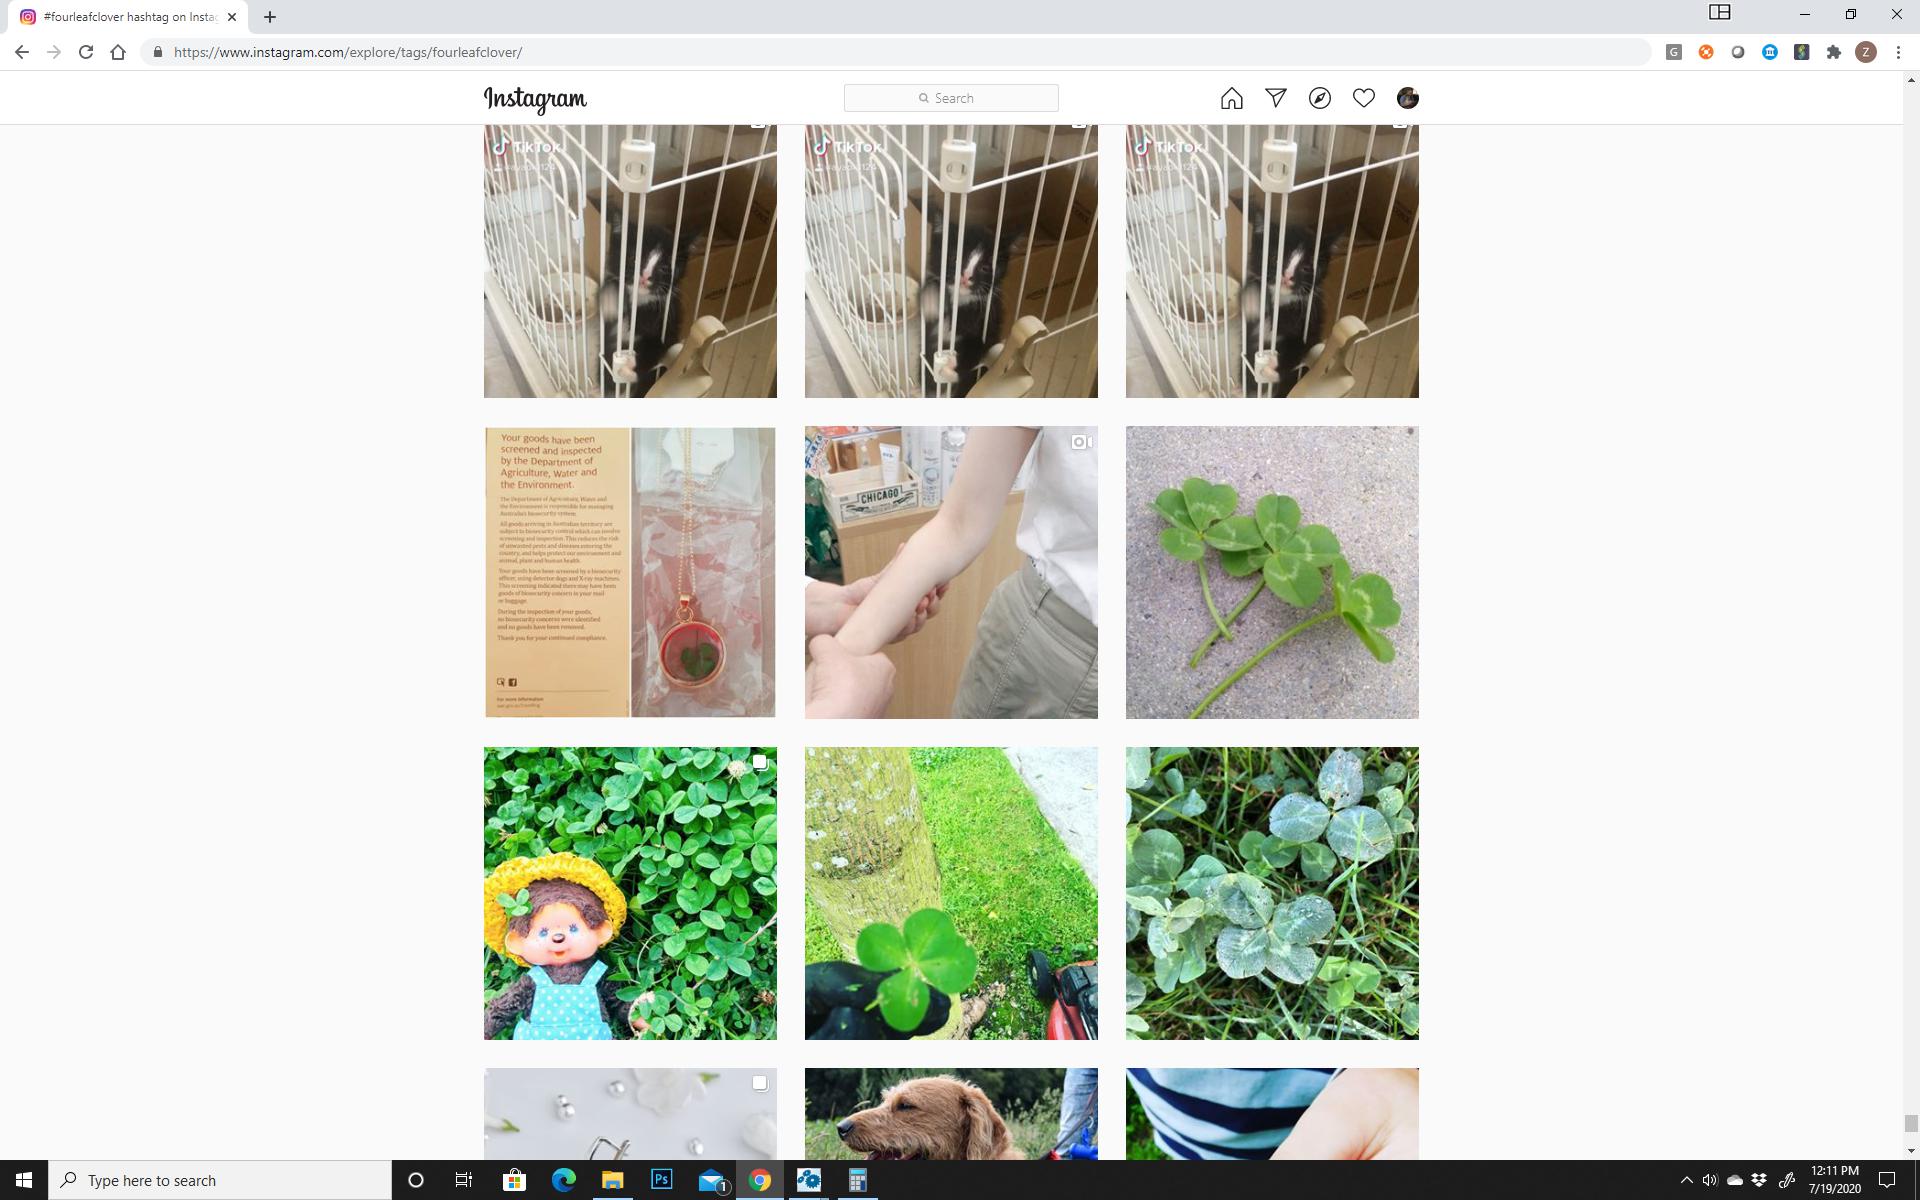 #fourleafclover hashtag on Insta
https://www.instagram.com/explore/tags/fourleafclover/
G
Z
Instagram
Search
TikTok
TikTok
TikTok
Your goods have been
screened and inspected
by the Department of
Agriculture, Water and
the Environment.
The Department of Agriculture, Water and
the Environment is responsible for managing
Australia's biosecurity system.
All goods arriving in Australian territory are
subject to biosecurity control which can involve
screening and inspection. This reduces the risk
of unwanted pests and diseases entering the
country, and helps protect our environment and
animal, plant and human health.
Your goods have been screened by a biosecurity
officer, using detector dogs and X-ray machines.
This screening indicated there may have been
goods of biosecurity concern in your mail
or baggage.
During the inspection of your goods,
no biosecurity concerns were identified
and no goods have been removed.
Thank you for your continued compliance.
For more information
CHICAGO
Type here to search
Ps
1
12:11 PM
7/19/2020